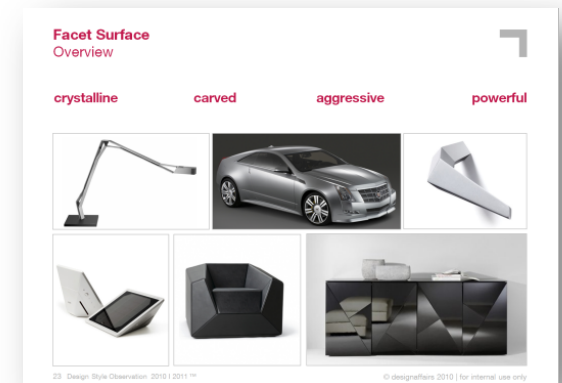 Facet Surface
Overview
crystalline carved aggressive powerful
23 Design Style Observation 2010 | 2011 ™
© designaffairs 2010 | for internal use only